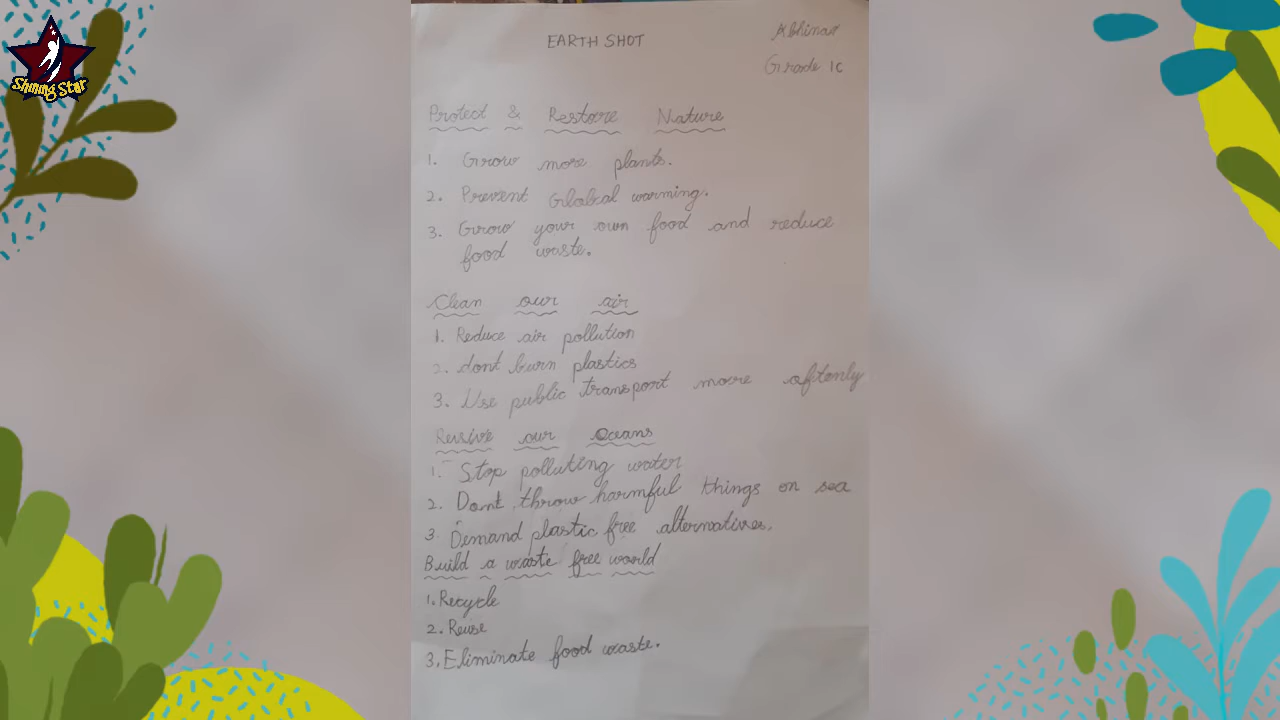 Shining Star
EARTH SHOT
Abhinav
Grade 1C
Protect & Restore Nature
1. Grow more plants.
2. Prevent Glabal warming.
3. Grow your own food and reduce
food waste.
Clean our air
1. Reduce air pollution
2. dont burn plastics
3. Use public transport more oftenly
Revive our Oceans
1. Stop polluting water
2. Dont throw harmful things on sea
3. Demand plastic free alternatives.
Build a waste free world
1. Recycle
2. Reuse
3. Eliminate food waste.